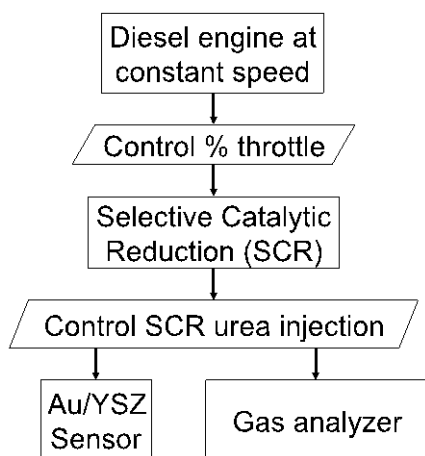 Diesel engine at
constant speed
Control % throttle
Selective Catalytic
Reduction (SCR)
Control SCR urea injection
Au/YSZ
Sensor
Gas analyzer